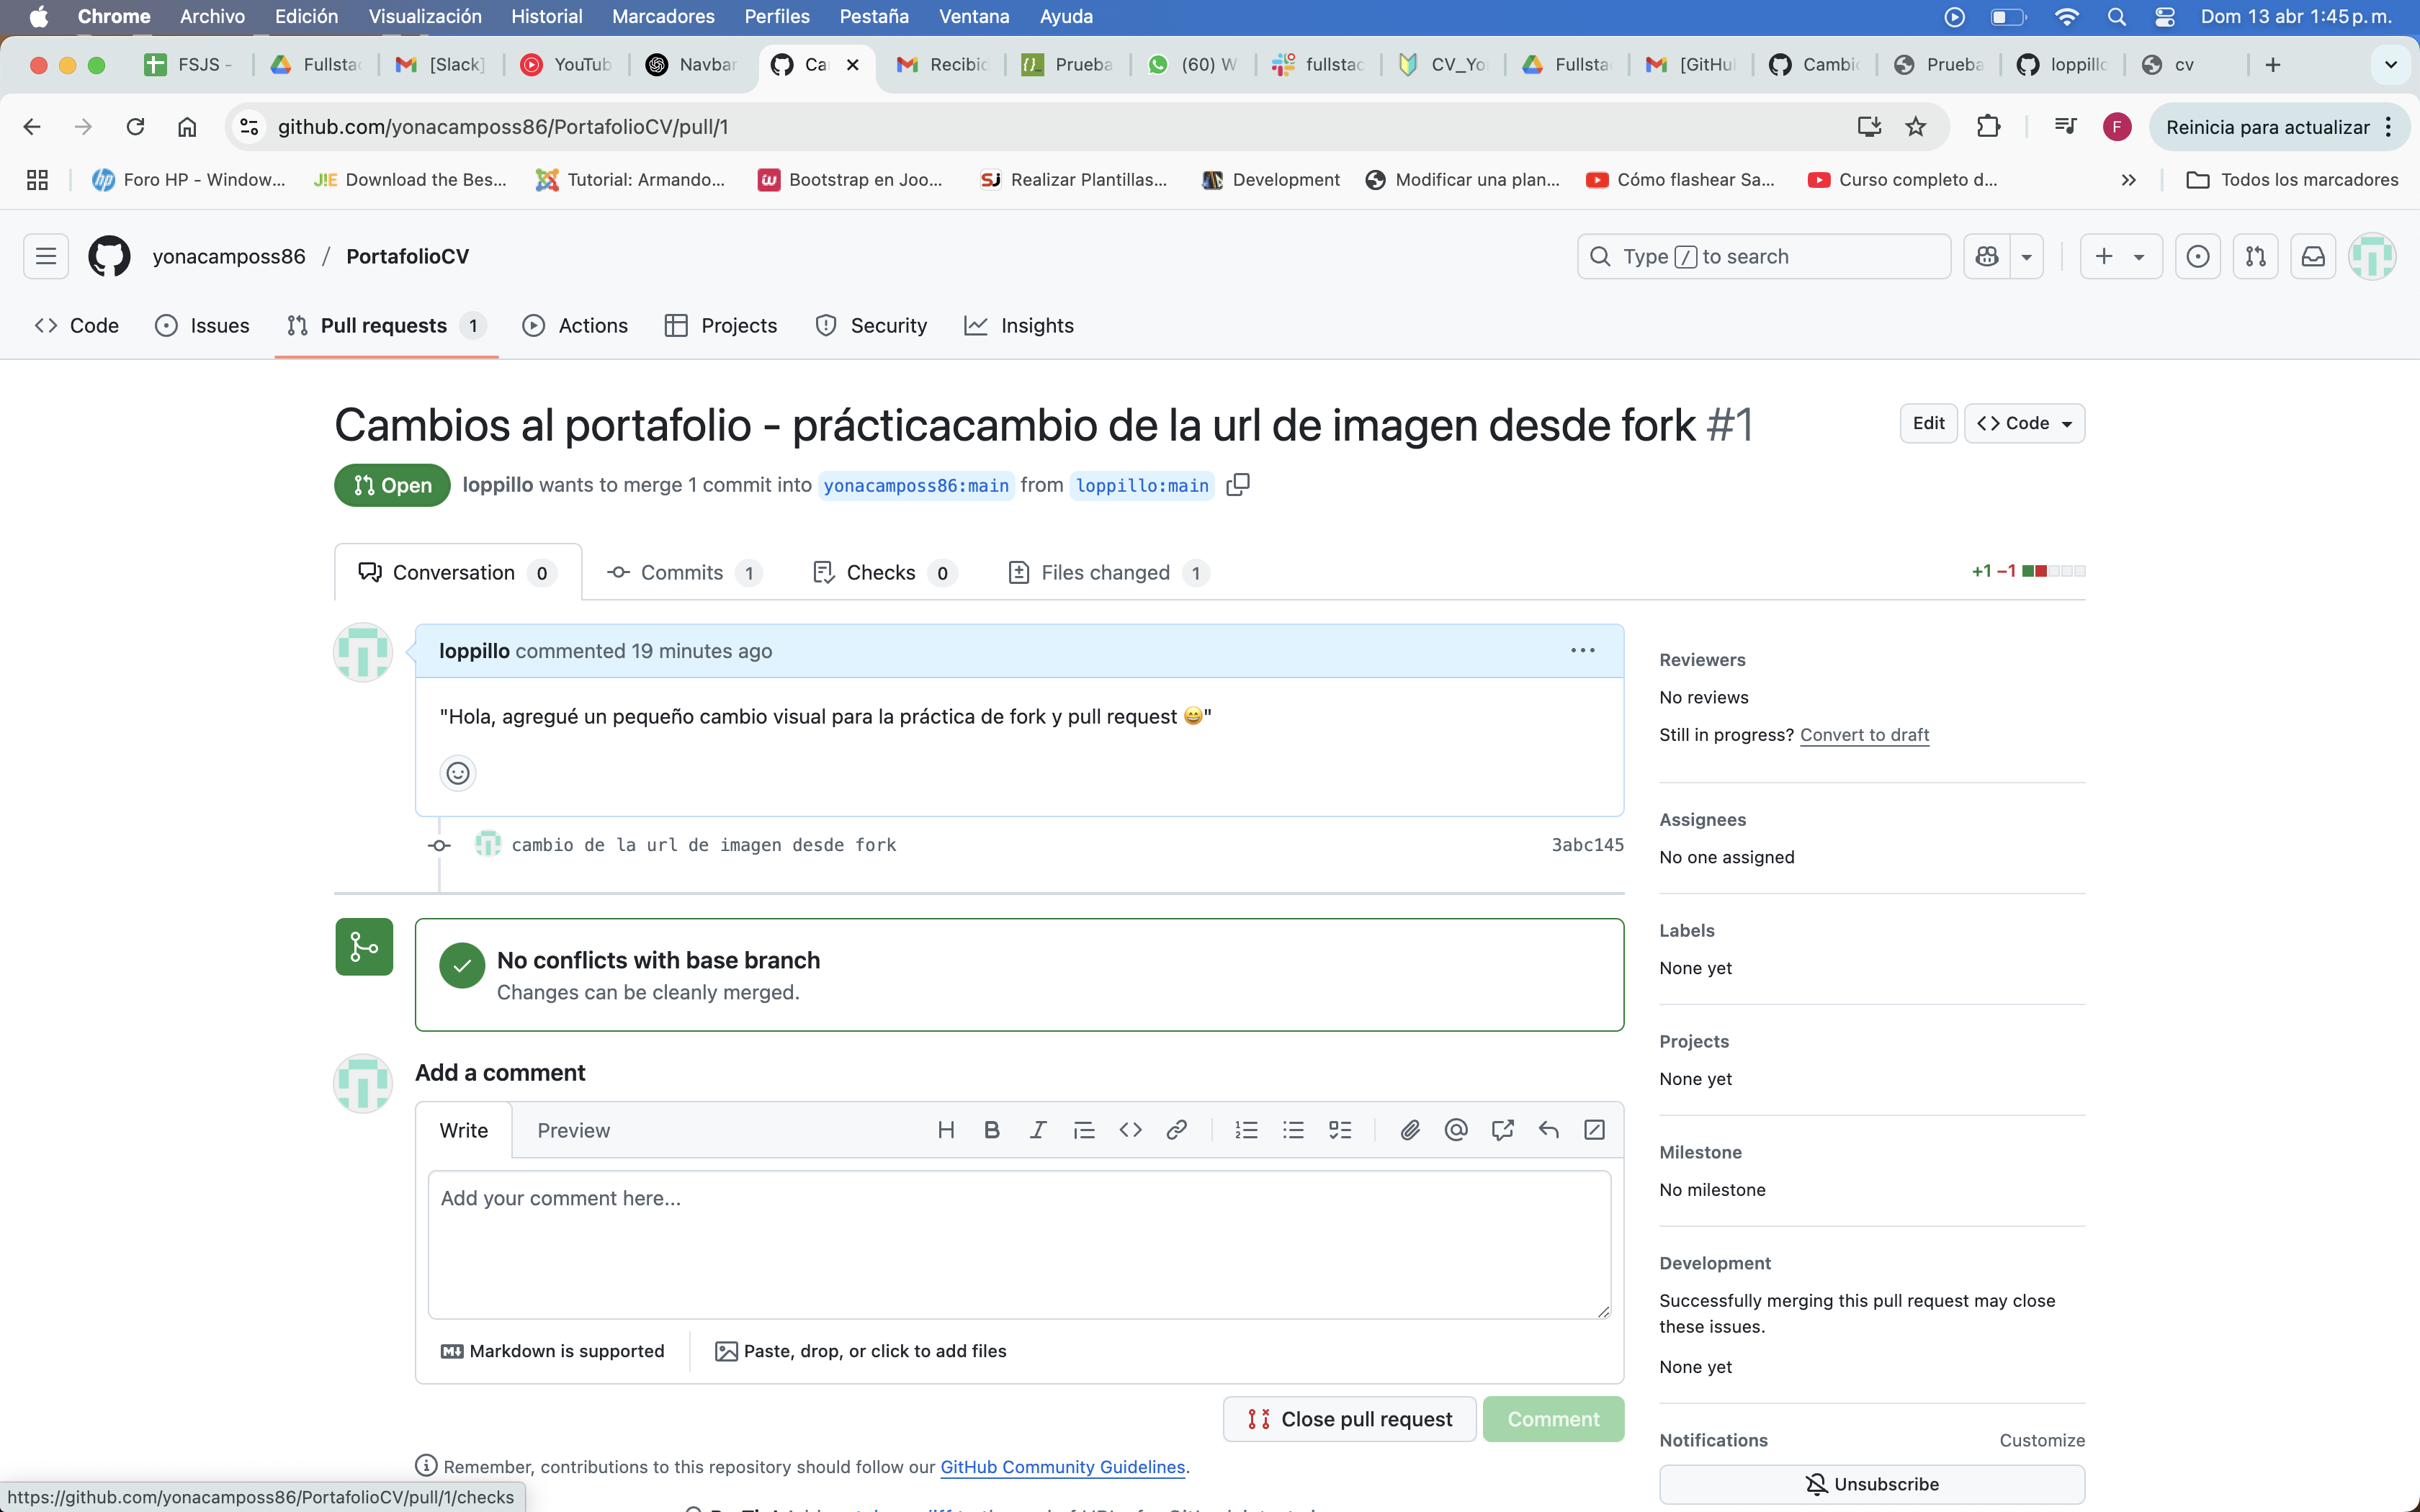 Chrome Archivo Edición Visualización Historial Marcadores Perfiles Pestaña Ventana Ayuda Dom 13 abr 1:45 p. m.
FSJS - Fullstac [Slack] YouTub Navbar Ca Recibid Prueba (60) W fullstac CV_Yo Fullsta [GitHu Cambi Prueba loppillo cv
github.com/yonacamposs86/PortafolioCV/pull/1 F Reinicia para actualizar
Foro HP - Window... Download the Bes... Tutorial: Armando... Bootstrap en Joo... Realizar Plantillas... Development Modificar una plan... Cómo flashear Sa... Curso completo d... Todos los marcadores
yonacamposs86 / PortafolioCV Type / to search
Code Issues Pull requests 1 Actions Projects Security Insights
Cambios al portafolio - prácticacambio de la url de imagen desde fork #1 Edit Code
Open loppillo wants to merge 1 commit into yonacamposs86:main from loppillo:main
Conversation 0 Commits 1 Checks 0 Files changed 1 +1 −1
loppillo commented 19 minutes ago
"Hola, agregué un pequeño cambio visual para la práctica de fork y pull request 😄"
cambio de la url de imagen desde fork 3abc145
No conflicts with base branch
Changes can be cleanly merged.
Add a comment
Write Preview
Add your comment here...
Markdown is supported Paste, drop, or click to add files
Close pull request Comment
Remember, contributions to this repository should follow our GitHub Community Guidelines.
https://github.com/yonacamposs86/PortafolioCV/pull/1/checks
Reviewers
No reviews
Still in progress? Convert to draft
Assignees
No one assigned
Labels
None yet
Projects
None yet
Milestone
No milestone
Development
Successfully merging this pull request may close
these issues.
None yet
Notifications Customize
Unsubscribe